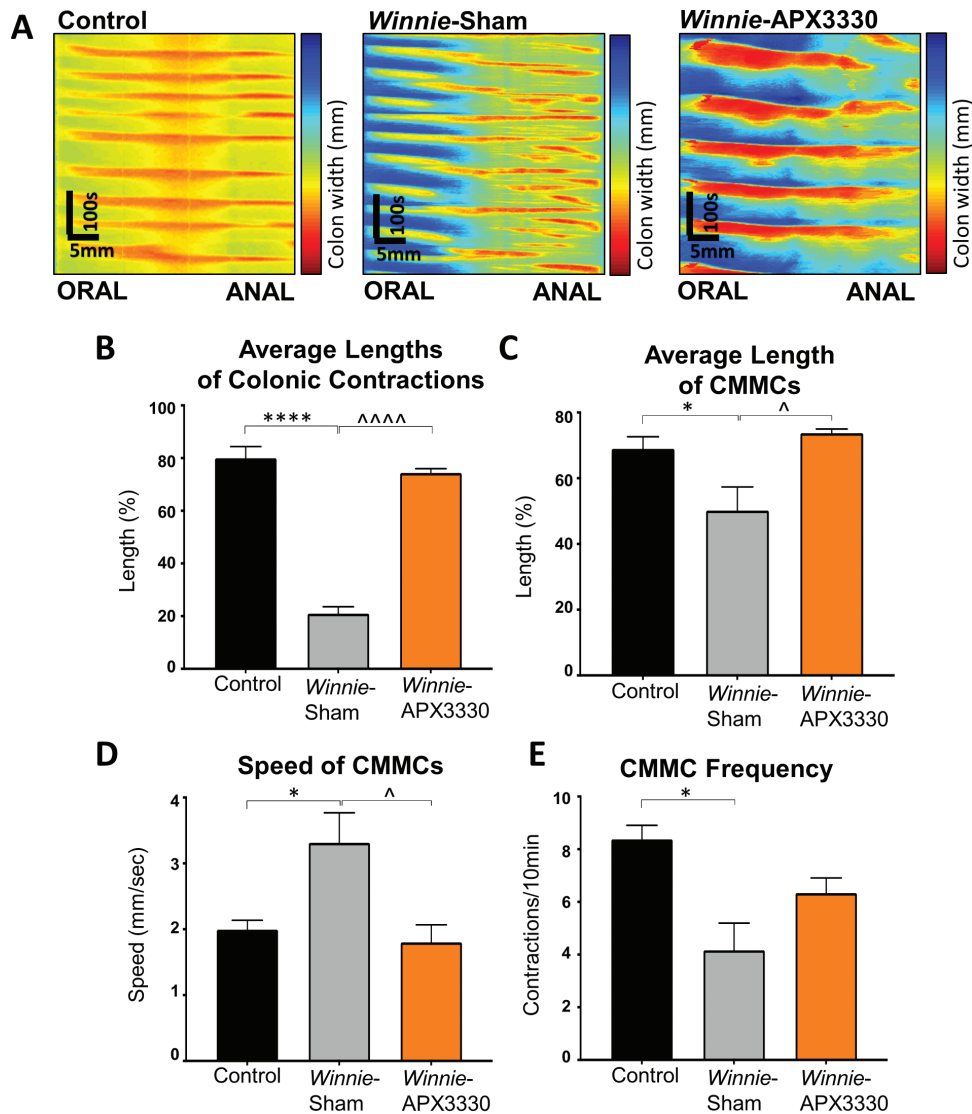 A
Control
Winnie-Sham
Winnie-APX3330
100s
5mm
Colon width (mm)
100s
5mm
Colon width (mm)
100s
5mm
Colon width (mm)
ORAL ANAL
ORAL ANAL
ORAL ANAL
B
Average Lengths
of Colonic Contractions
**** ^^^^
Length (%)
100
80
60
40
20
0
Control
Winnie-
Sham
Winnie-
APX3330
C
Average Length
of CMMCs
* ^
Length (%)
80
60
40
20
0
Control
Winnie-
Sham
Winnie-
APX3330
D
Speed of CMMCs
* ^
Speed (mm/sec)
4
3
2
1
0
Control
Winnie-
Sham
Winnie-
APX3330
E
CMMC Frequency
*
Contractions/10min
8
6
4
2
0
Control
Winnie-
Sham
Winnie-
APX3330